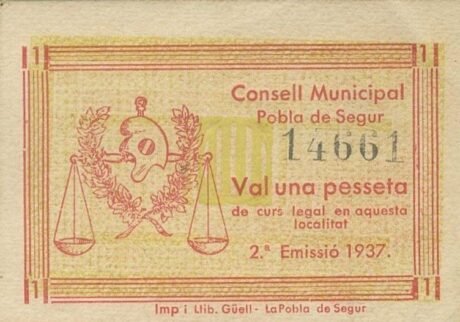 1 1
Consell Municipal
Pobla de Segur
14661
Val una pesseta
de curs legal en aquesta
localitat
2.ª Emissió 1937.
1 1
Imp i Llib. Güell - La Pobla de Segur